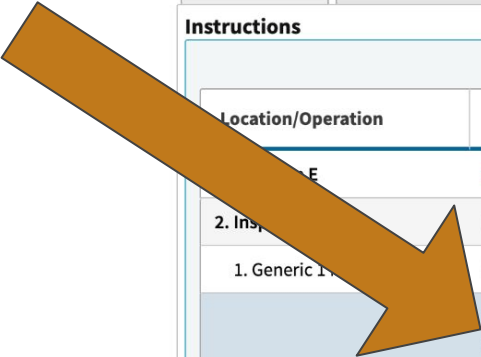 Instructions
Location/Operation
E
2. Insp
1. Generic 1